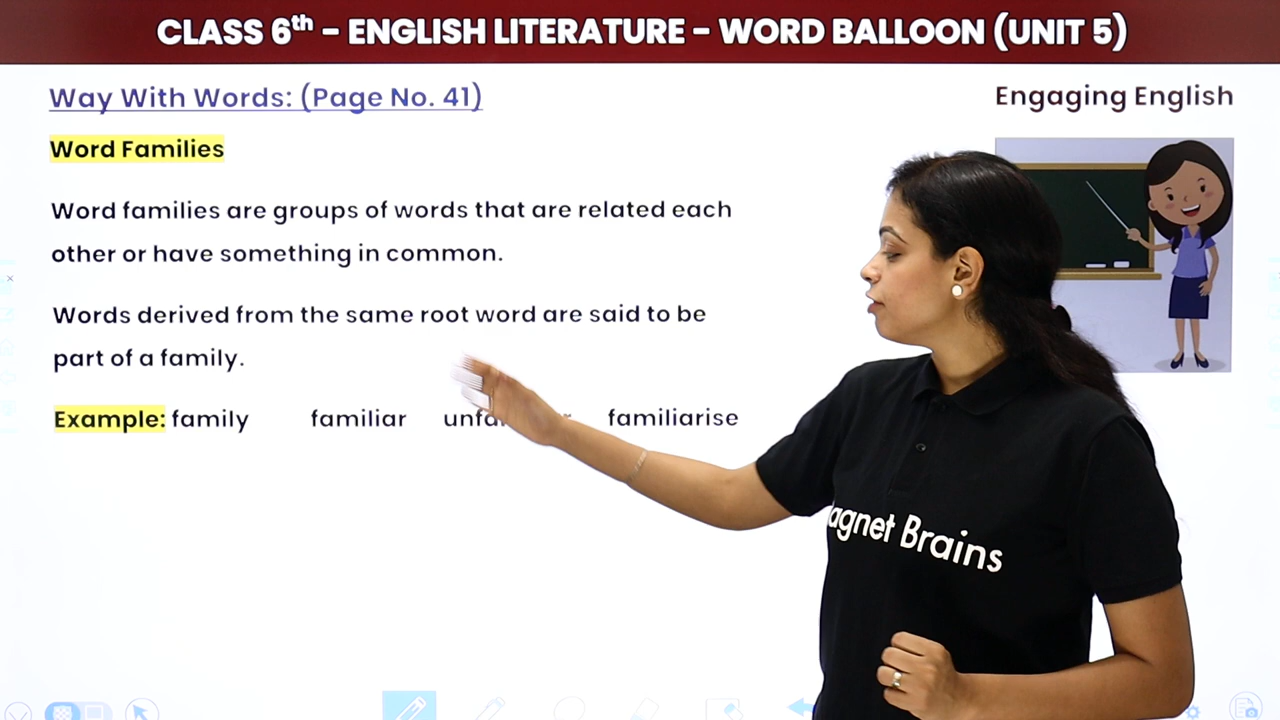 CLASS 6th – ENGLISH LITERATURE – WORD BALLOON (UNIT 5)
Way With Words: (Page No. 41)
Engaging English
Word Families
Word families are groups of words that are related each
other or have something in common.
Words derived from the same root word are said to be
part of a family.
Example: family familiar familiarise
Brains